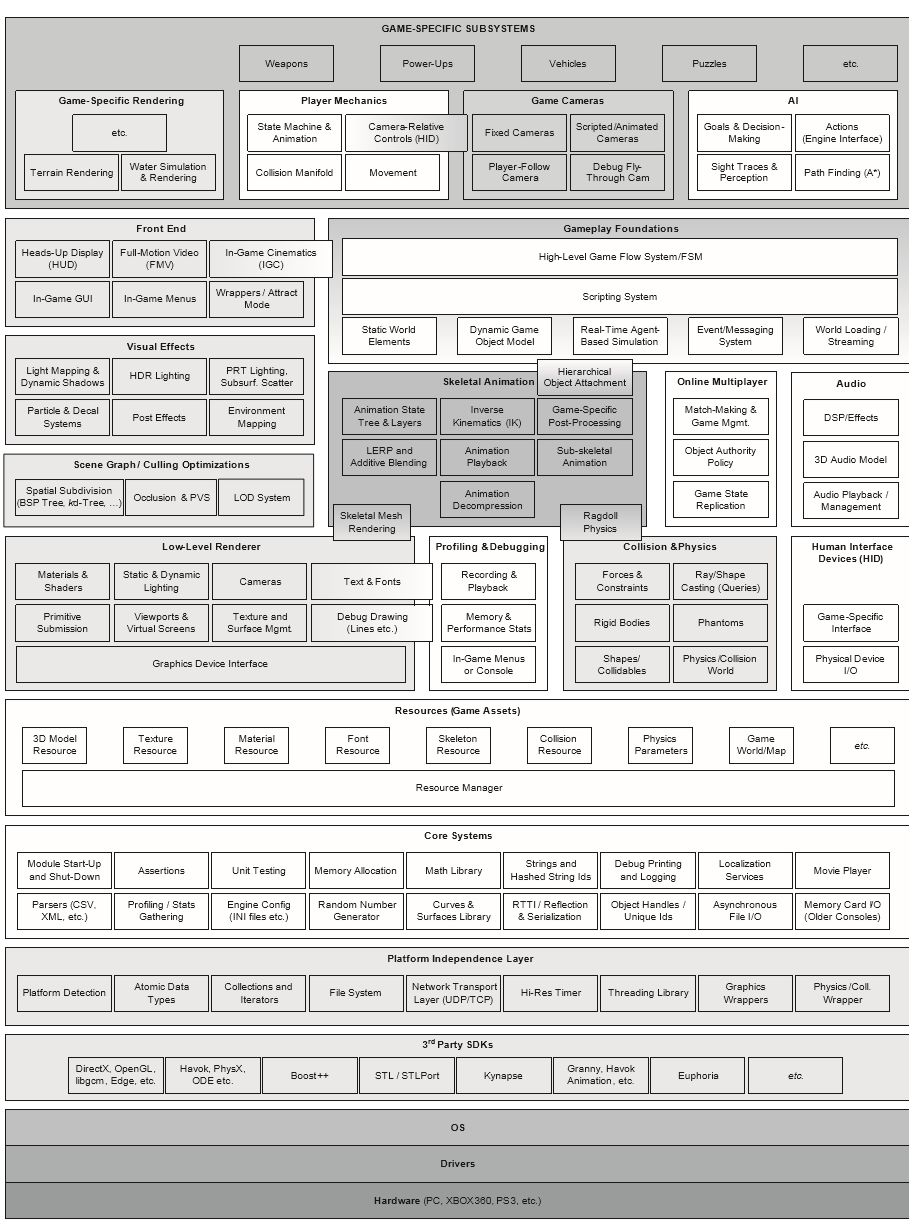 GAME-SPECIFIC SUBSYSTEMS
Weapons
Power-Ups
Vehicles
Puzzles
etc.
Game-Specific Rendering
etc.
Terrain Rendering
Water Simulation
& Rendering
Player Mechanics
State Machine &
Animation
Camera-Relative
Controls (HID)
Collision Manifold
Movement
Game Cameras
Fixed Cameras
Scripted/Animated
Cameras
Player-Follow
Camera
Debug Fly-
Through Cam
AI
Goals & Decision-
Making
Actions
(Engine Interface)
Sight Traces &
Perception
Path Finding (A*)
Front End
Heads-Up Display
(HUD)
Full-Motion Video
(FMV)
In-Game Cinematics
(IGC)
In-Game GUI
In-Game Menus
Wrappers / Attract
Mode
Gameplay Foundations
High-Level Game Flow System/FSM
Scripting System
Static World
Elements
Dynamic Game
Object Model
Real-Time Agent-
Based Simulation
Event/Messaging
System
World Loading /
Streaming
Visual Effects
Light Mapping &
Dynamic Shadows
HDR Lighting
PRT Lighting,
Subsurf. Scatter
Particle & Decal
Systems
Post Effects
Environment
Mapping
Skeletal Animation
Hierarchical
Object Attachment
Animation State
Tree & Layers
Inverse
Kinematics (IK)
Game-Specific
Post-Processing
LERP and
Additive Blending
Animation
Playback
Sub-skeletal
Animation
Animation
Decompression
Skeletal Mesh
Rendering
Ragdoll
Physics
Online Multiplayer
Match-Making &
Game Mgmt.
Object Authority
Policy
Game State
Replication
Audio
DSP/Effects
3D Audio Model
Audio Playback /
Management
Scene Graph / Culling Optimizations
Spatial Subdivision
(BSP Tree, kd-Tree, …)
Occlusion & PVS
LOD System
Low-Level Renderer
Materials &
Shaders
Static & Dynamic
Lighting
Cameras
Text & Fonts
Primitive
Submission
Viewports &
Virtual Screens
Texture and
Surface Mgmt.
Debug Drawing
(Lines etc.)
Graphics Device Interface
Profiling & Debugging
Recording &
Playback
Memory &
Performance Stats
In-Game Menus
or Console
Collision & Physics
Forces &
Constraints
Ray/Shape
Casting (Queries)
Rigid Bodies
Phantoms
Shapes/
Collidables
Physics/Collision
World
Human Interface
Devices (HID)
Game-Specific
Interface
Physical Device
I/O
Resources (Game Assets)
3D Model
Resource
Texture
Resource
Material
Resource
Font
Resource
Skeleton
Resource
Collision
Resource
Physics
Parameters
Game
World/Map
etc.
Resource Manager
Core Systems
Module Start-Up
and Shut-Down
Assertions
Unit Testing
Memory Allocation
Math Library
Strings and
Hashed String Ids
Debug Printing
and Logging
Localization
Services
Movie Player
Parsers (CSV,
XML, etc.)
Profiling / Stats
Gathering
Engine Config
(INI files etc.)
Random Number
Generator
Curves &
Surfaces Library
RTTI / Reflection
& Serialization
Object Handles /
Unique Ids
Asynchronous
File I/O
Memory Card I/O
(Older Consoles)
Platform Independence Layer
Platform Detection
Atomic Data
Types
Collections and
Iterators
File System
Network Transport
Layer (UDP/TCP)
Hi-Res Timer
Threading Library
Graphics
Wrappers
Physics/Coll.
Wrapper
3rd Party SDKs
DirectX, OpenGL,
libgcm, Edge, etc.
Havok, PhysX,
ODE etc.
Boost++
STL / STLPort
Kynapse
Granny, Havok
Animation, etc.
Euphoria
etc.
OS
Drivers
Hardware (PC, XBOX360, PS3, etc.)